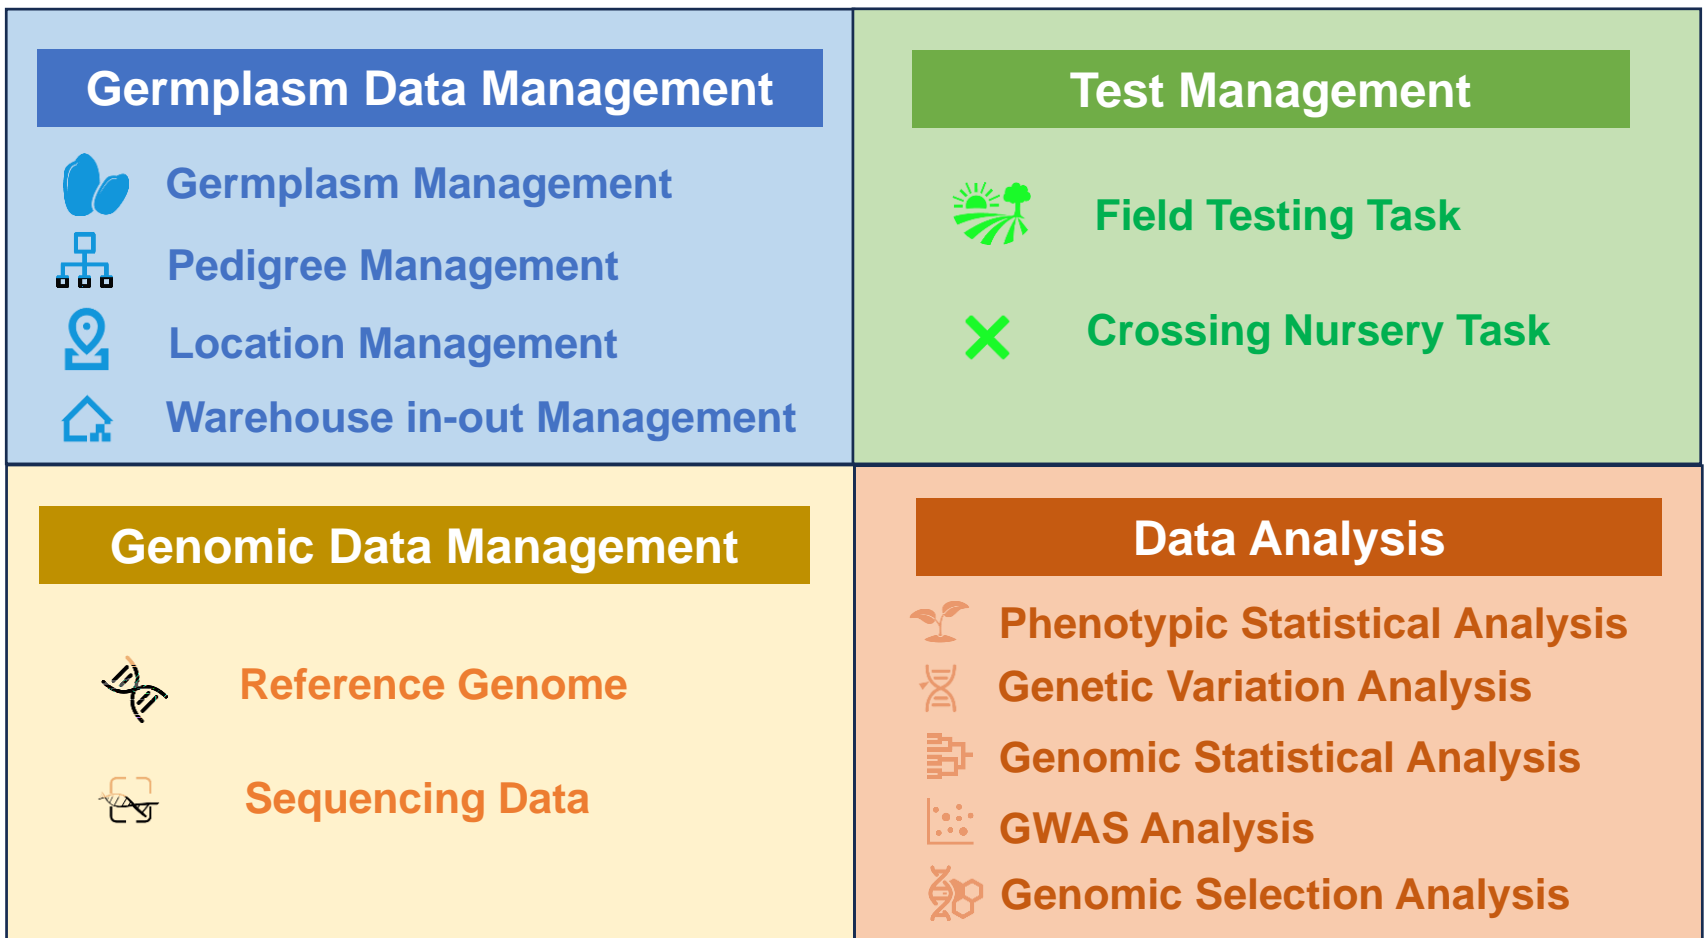 Germplasm Data Management
Germplasm Management
Pedigree Management
Location Management
Warehouse in-out Management
Test Management
Field Testing Task
Crossing Nursery Task
Genomic Data Management
Reference Genome
Sequencing Data
Data Analysis
Phenotypic Statistical Analysis
Genetic Variation Analysis
Genomic Statistical Analysis
GWAS Analysis
Genomic Selection Analysis